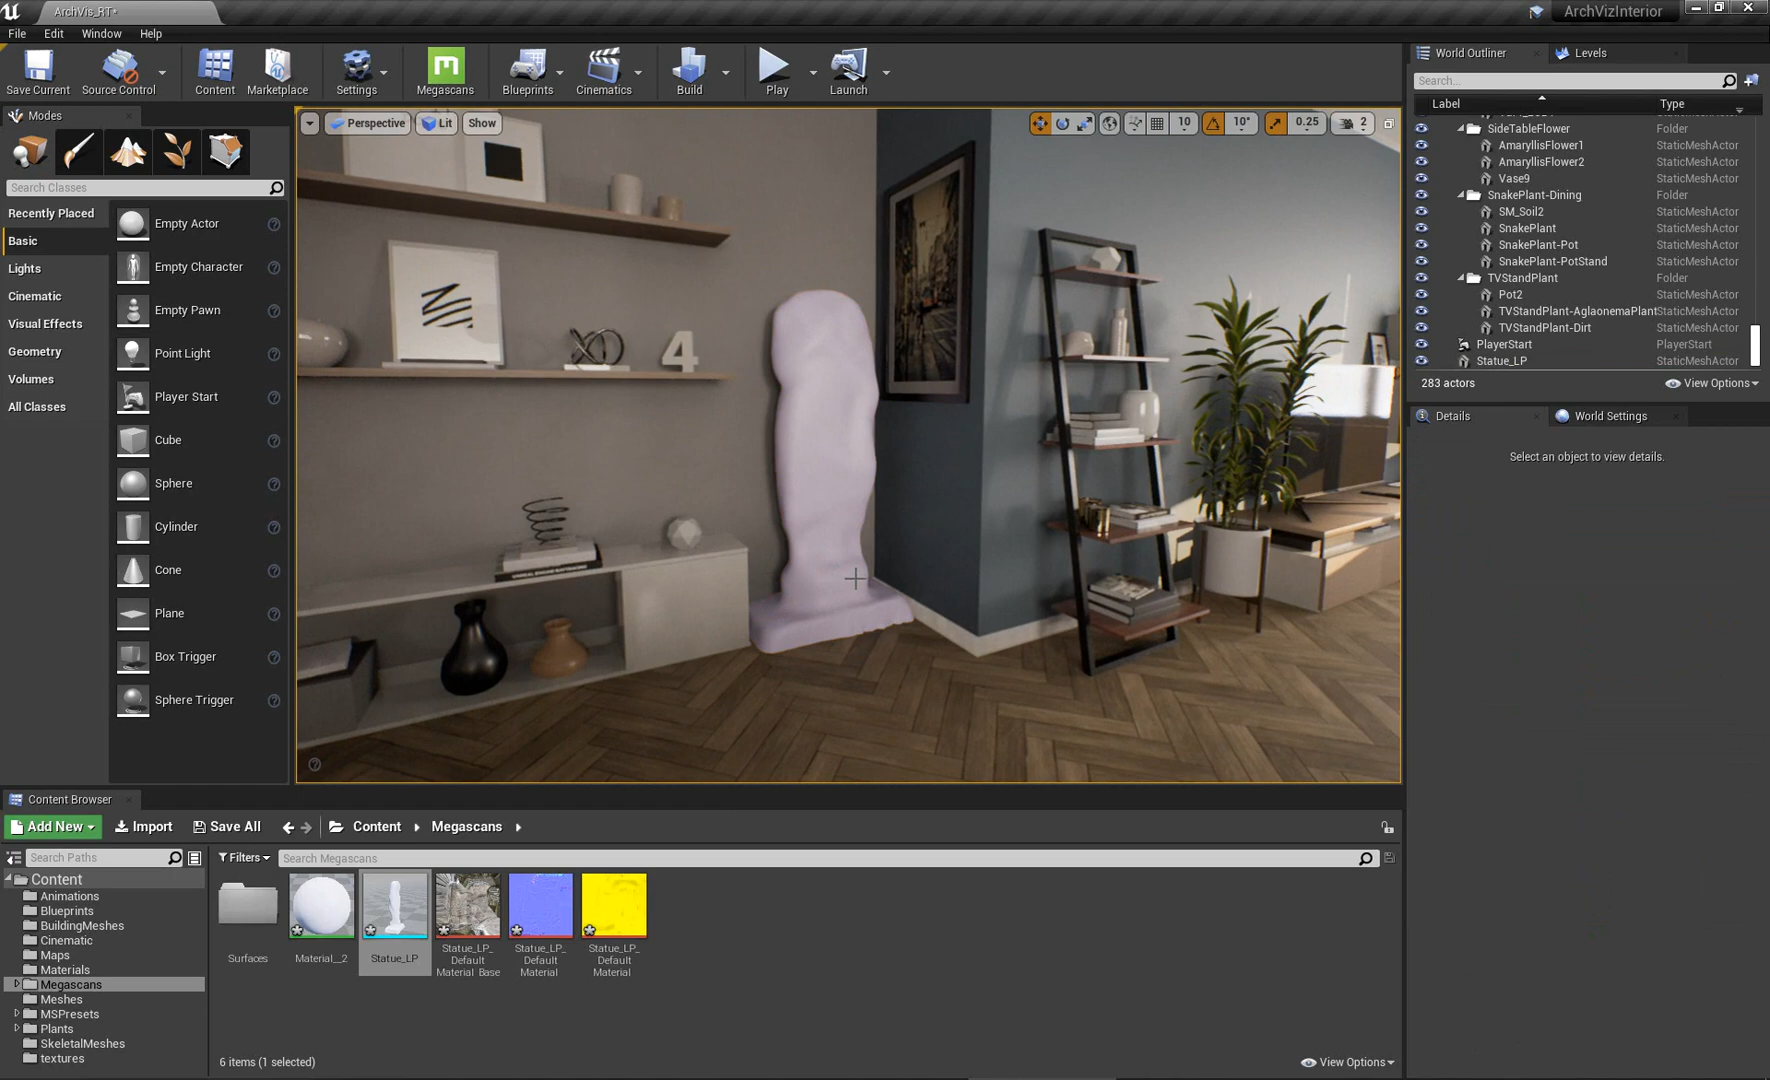 ArchVis_RT*
ArchVizInterior
File Edit Window Help
Save Current
Source Control
Content
Marketplace
Settings
Megascans
Blueprints
Cinematics
Build
Play
Launch
Modes
Search Classes
Recently Placed
Basic
Lights
Cinematic
Visual Effects
Geometry
Volumes
All Classes
Empty Actor
Empty Character
Empty Pawn
Point Light
Player Start
Cube
Sphere
Cylinder
Cone
Plane
Box Trigger
Sphere Trigger
Perspective Lit Show
10 10° 0.25 2
4
World Outliner Levels
Search...
Label Type
SideTableFlower Folder
AmaryllisFlower1 StaticMeshActor
AmaryllisFlower2 StaticMeshActor
Vase9 StaticMeshActor
SnakePlant-Dining Folder
SM_Soil2 StaticMeshActor
SnakePlant StaticMeshActor
SnakePlant-Pot StaticMeshActor
SnakePlant-PotStand StaticMeshActor
TVStandPlant Folder
Pot2 StaticMeshActor
TVStandPlant-AglaonemaPlant StaticMeshActor
TVStandPlant-Dirt StaticMeshActor
PlayerStart PlayerStart
Statue_LP StaticMeshActor
283 actors View Options
Details World Settings
Select an object to view details.
Content Browser
Add New Import Save All Content Megascans
Search Paths
Filters Search Megascans
Content
Animations
Blueprints
BuildingMeshes
Cinematic
Maps
Materials
Megascans
Meshes
MSPresets
Plants
SkeletalMeshes
textures
Surfaces
Material__2
Statue_LP
Statue_LP_
Default
Material_Base
Statue_LP_
Default
Material
Statue_LP_
Default
Material
6 items (1 selected)
View Options